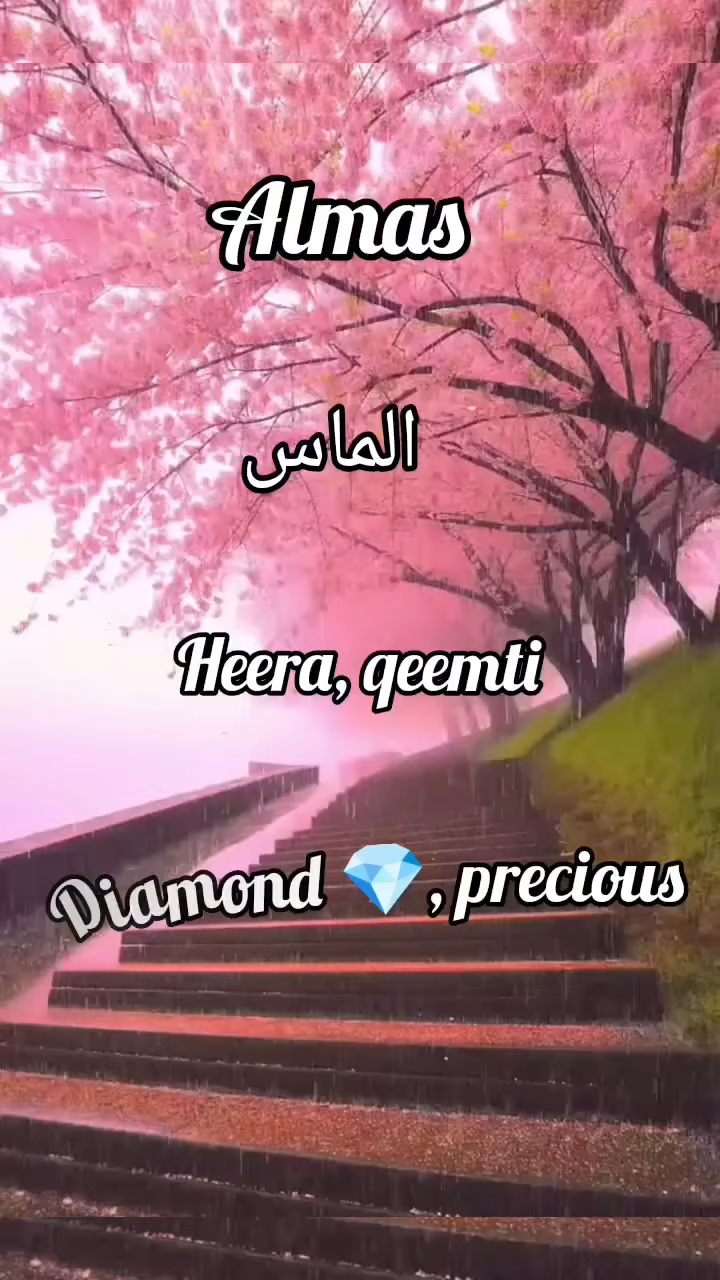 Almas
الماس
Heera, qeemti
Diamond 💎, precious